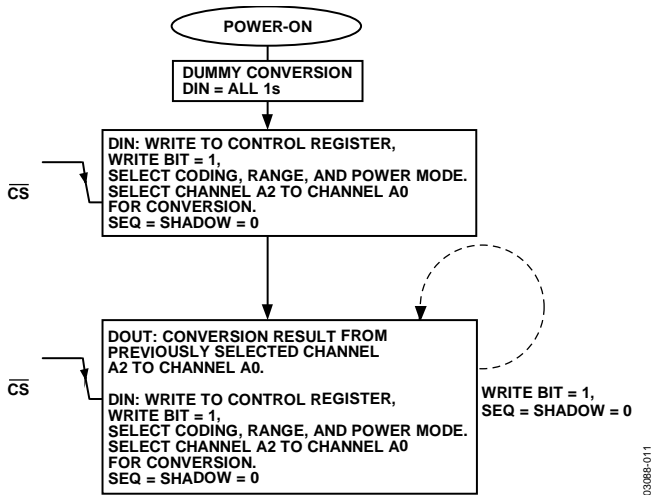 POWER-ON
DUMMY CONVERSION
DIN = ALL 1s
DIN: WRITE TO CONTROL REGISTER,
WRITE BIT = 1,
SELECT CODING, RANGE, AND POWER MODE.
SELECT CHANNEL A2 TO CHANNEL A0
FOR CONVERSION.
SEQ = SHADOW = 0
C̅S̅
DOUT: CONVERSION RESULT FROM
PREVIOUSLY SELECTED CHANNEL
A2 TO CHANNEL A0.
DIN: WRITE TO CONTROL REGISTER,
WRITE BIT = 1,
SELECT CODING, RANGE, AND POWER MODE.
SELECT CHANNEL A2 TO CHANNEL A0
FOR CONVERSION.
SEQ = SHADOW = 0
C̅S̅
WRITE BIT = 1,
SEQ = SHADOW = 0
03088-011